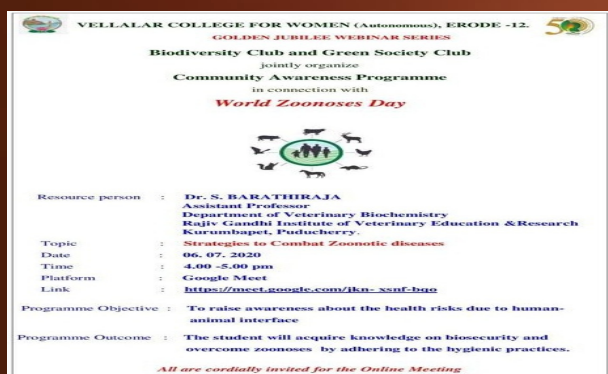 VELLALAR COLLEGE FOR WOMEN (Autonomous), ERODE -12.
50
GOLDEN JUBILEE WEBINAR SERIES
Biodiversity Club and Green Society Club
jointly organize
Community Awareness Programme
in connection with
World Zoonoses Day
Resource person : Dr. S. BARATHIRAJA
Assistant Professor
Department of Veterinary Biochemistry
Rajiv Gandhi Institute of Veterinary Education &Research
Kurumbapet, Puducherry.
Topic : Strategies to Combat Zoonotic diseases
Date : 06. 07. 2020
Time : 4.00 -5.00 pm
Platform : Google Meet
Link : https://meet.google.com/jkn- xsnf-bqo
Programme Objective : To raise awareness about the health risks due to human-
animal interface
Programme Outcome : The student will acquire knowledge on biosecurity and
overcome zoonoses by adhering to the hygienic practices.
All are cordially invited for the Online Meeting